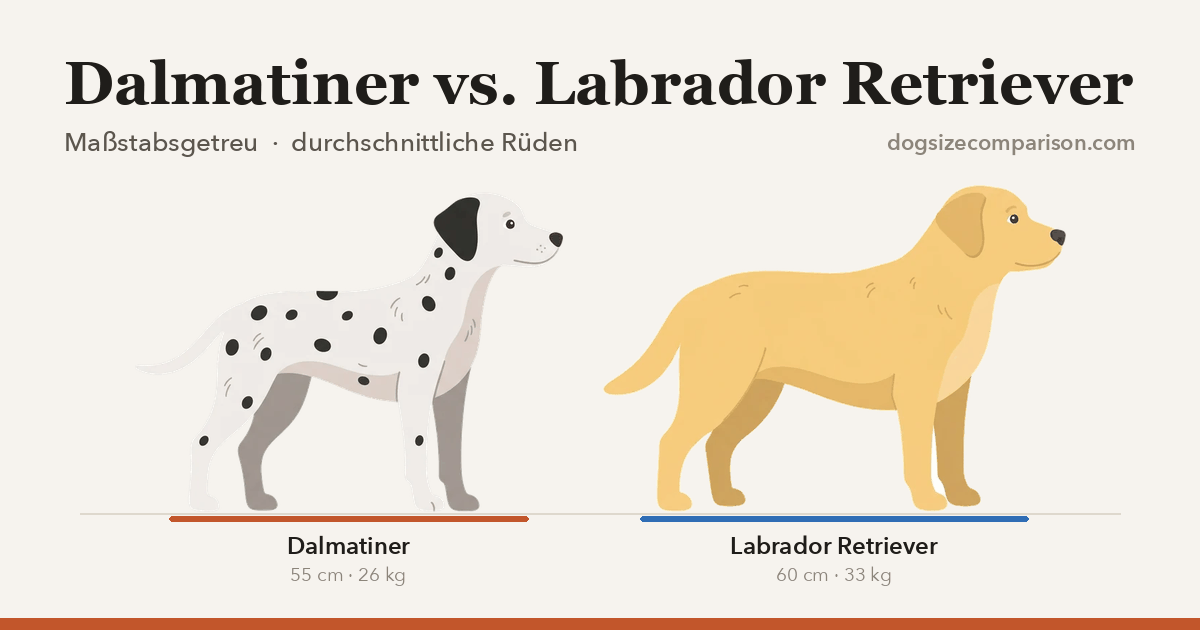 Dalmatiner vs. Labrador Retriever
Maßstabsgetreu · durchschnittliche Rüden
dogsizecomparison.com
Dalmatiner
55 cm · 26 kg
Labrador Retriever
60 cm · 33 kg